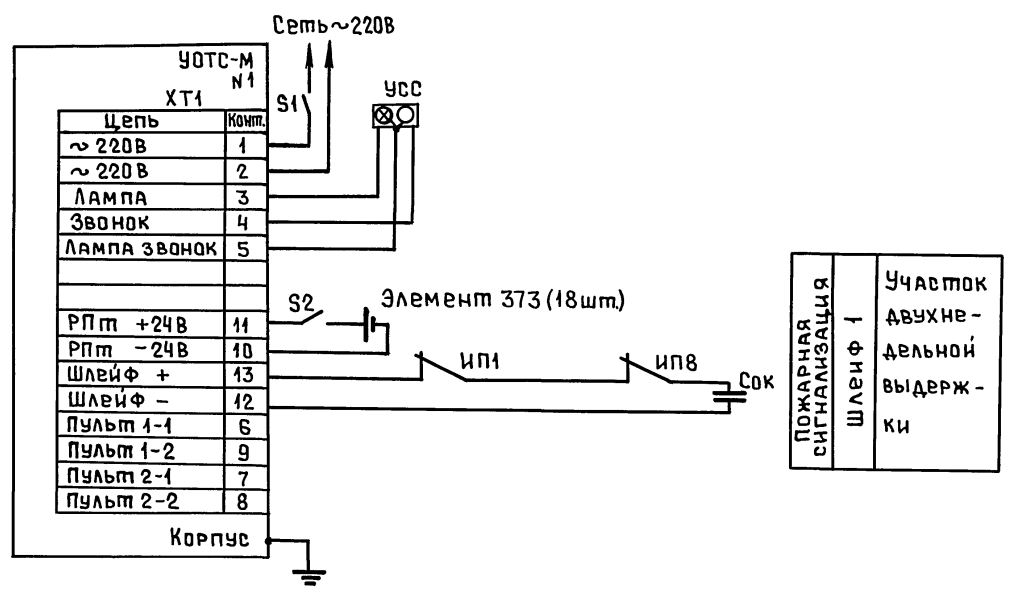 Сеть~220В
УОТС-М
N1
ХТ1
S1
УСС
Цепь Конт.
~ 220В 1
~ 220В 2
Лампа 3
Звонок 4
Лампа звонок 5
РПт +24В 11
РПт -24В 10
Шлейф + 13
Шлейф - 12
Пульт 1-1 6
Пульт 1-2 9
Пульт 2-1 7
Пульт 2-2 8
Корпус
S2
Элемент 373 (18шт.)
ИП1
ИП8
Сок
Пожарная
сигнализация
Шлейф 1
Участок
двухне-
дельной
выдерж-
ки